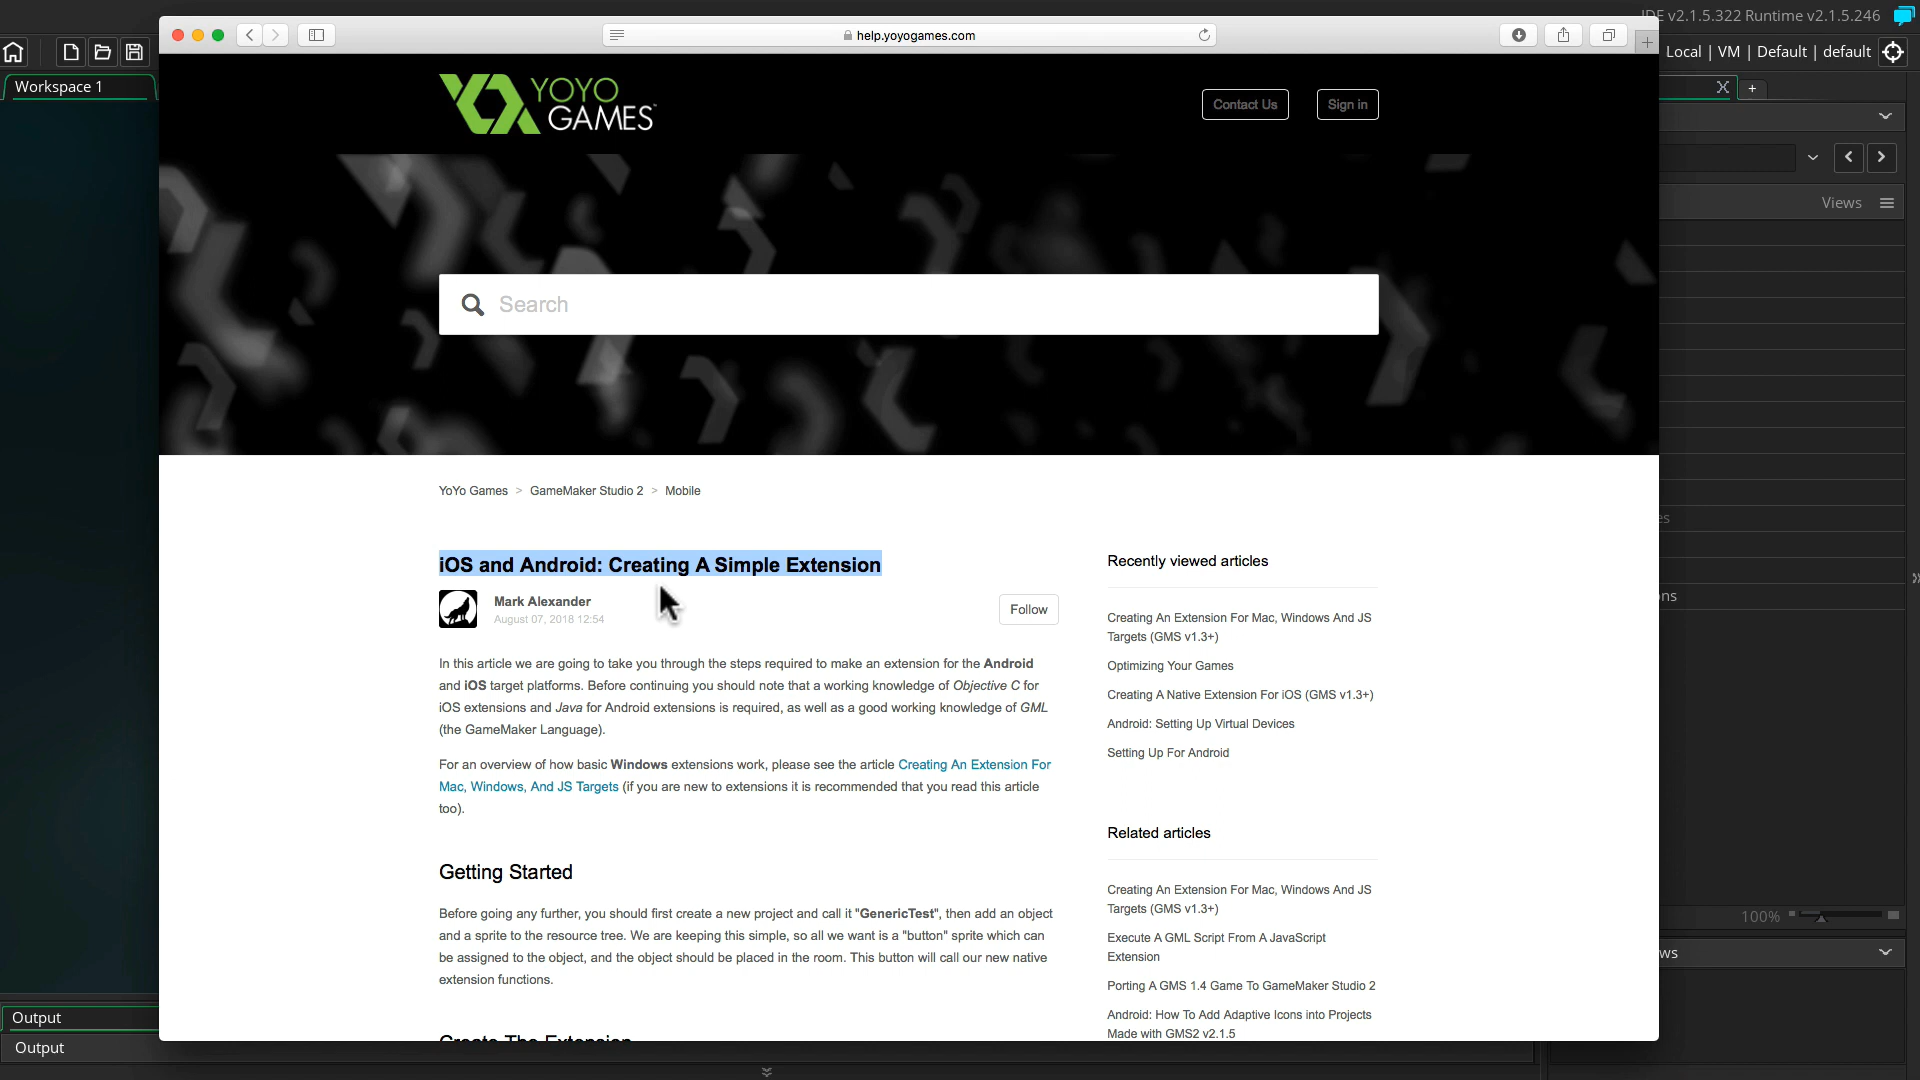 IDE v2.1.5.322 Runtime v2.1.5.246
help.yoyogames.com
Local | VM | Default | default
Workspace 1
YOYO
GAMES™
Contact Us
Sign in
Views
Search
YoYo Games > GameMaker Studio 2 > Mobile
iOS and Android: Creating A Simple Extension
Mark Alexander
August 07, 2018 12:54
Follow
In this article we are going to take you through the steps required to make an extension for the Android
and iOS target platforms. Before continuing you should note that a working knowledge of Objective C for
iOS extensions and Java for Android extensions is required, as well as a good working knowledge of GML
(the GameMaker Language).
For an overview of how basic Windows extensions work, please see the article Creating An Extension For
Mac, Windows, And JS Targets (if you are new to extensions it is recommended that you read this article
too).
Getting Started
Before going any further, you should first create a new project and call it "GenericTest", then add an object
and a sprite to the resource tree. We are keeping this simple, so all we want is a "button" sprite which can
be assigned to the object, and the object should be placed in the room. This button will call our new native
extension functions.
Create The Extension
Recently viewed articles
Creating An Extension For Mac, Windows And JS
Targets (GMS v1.3+)
Optimizing Your Games
Creating A Native Extension For iOS (GMS v1.3+)
Android: Setting Up Virtual Devices
Setting Up For Android
Related articles
Creating An Extension For Mac, Windows And JS
Targets (GMS v1.3+)
Execute A GML Script From A JavaScript
Extension
Porting A GMS 1.4 Game To GameMaker Studio 2
Android: How To Add Adaptive Icons into Projects
Made with GMS2 v2.1.5
es
ns
100%
ws
Output
Output